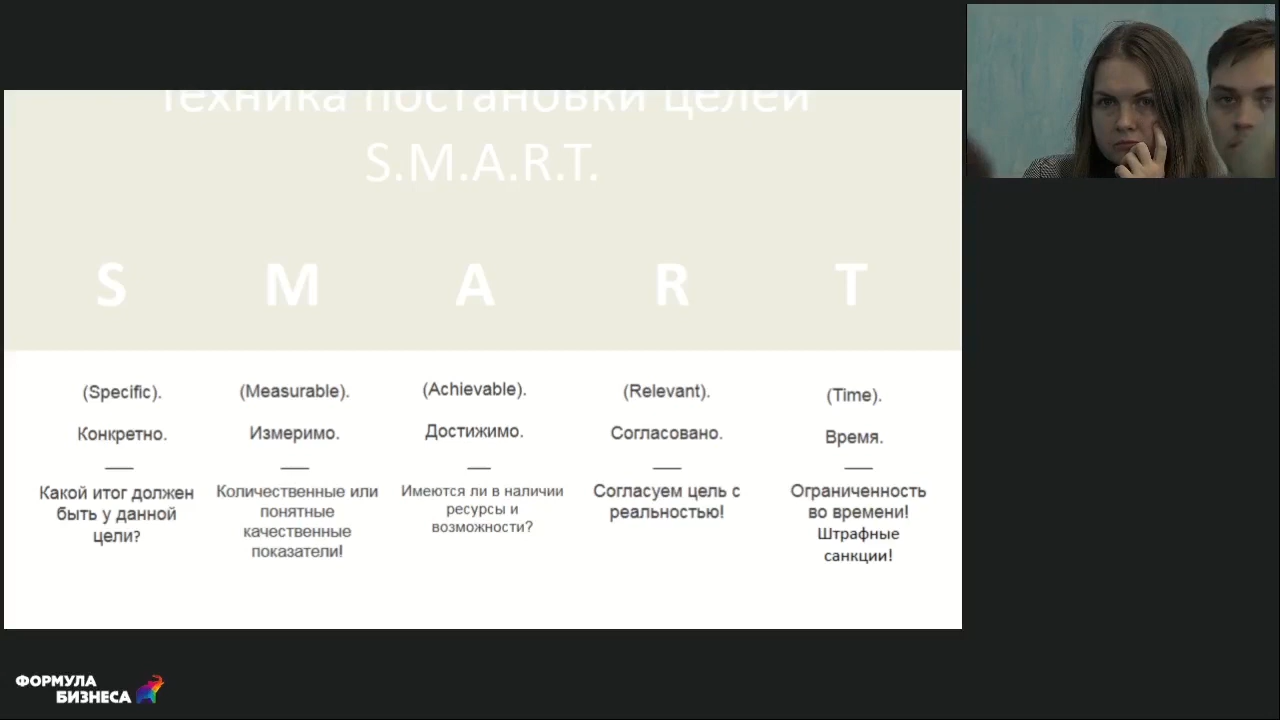 Техника постановки целей
S.M.A.R.T.
S M A R T
(Specific). (Measurable). (Achievable). (Relevant). (Time).
Конкретно. Измеримо. Достижимо. Согласовано. Время.
Какой итог должен
быть у данной
цели?
Количественные или
понятные
качественные
показатели!
Имеются ли в наличии
ресурсы и
возможности?
Согласуем цель с
реальностью!
Ограниченность
во времени!
Штрафные
санкции!
ФОРМУЛА
БИЗНЕСА